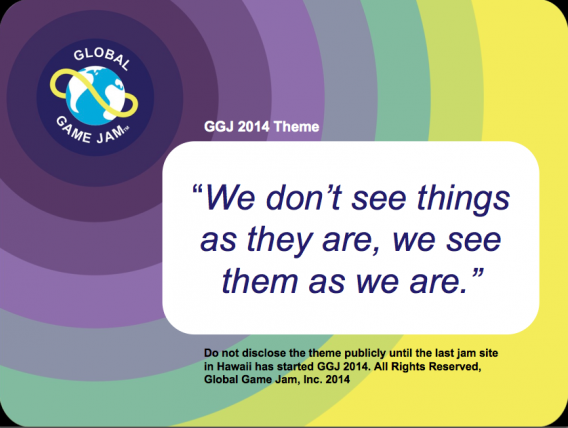 GLOBAL
GAME JAM™
GGJ 2014 Theme
“We don’t see things
as they are, we see
them as we are.”
Do not disclose the theme publicly until the last jam site
in Hawaii has started GGJ 2014. All Rights Reserved,
Global Game Jam, Inc. 2014